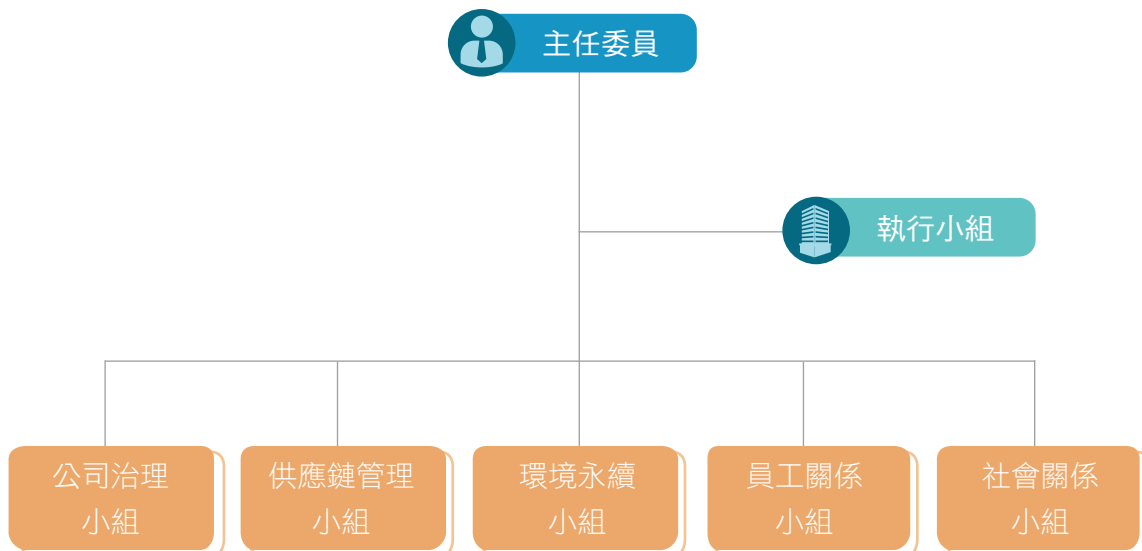 主任委員
執行小組
公司治理
小組
供應鏈管理
小組
環境永續
小組
員工關係
小組
社會關係
小組